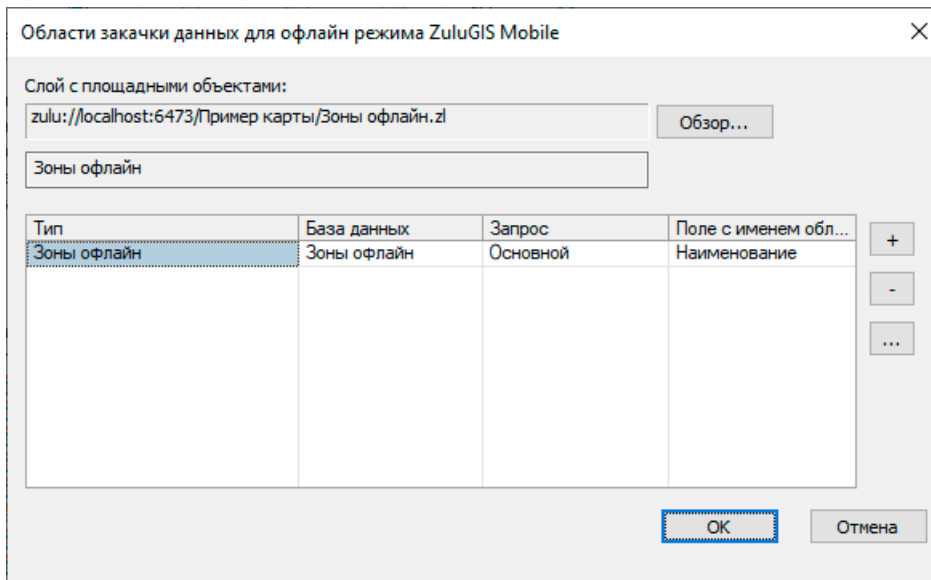 Области закачки данных для офлайн режима ZuluGIS Mobile
Слой с площадными объектами:
zulu://localhost:6473/Пример карты/Зоны офлайн.zl
Обзор...
Зоны офлайн
Тип База данных Запрос Поле с именем обл...
Зоны офлайн Зоны офлайн Основной Наименование
+
-
...
OK Отмена